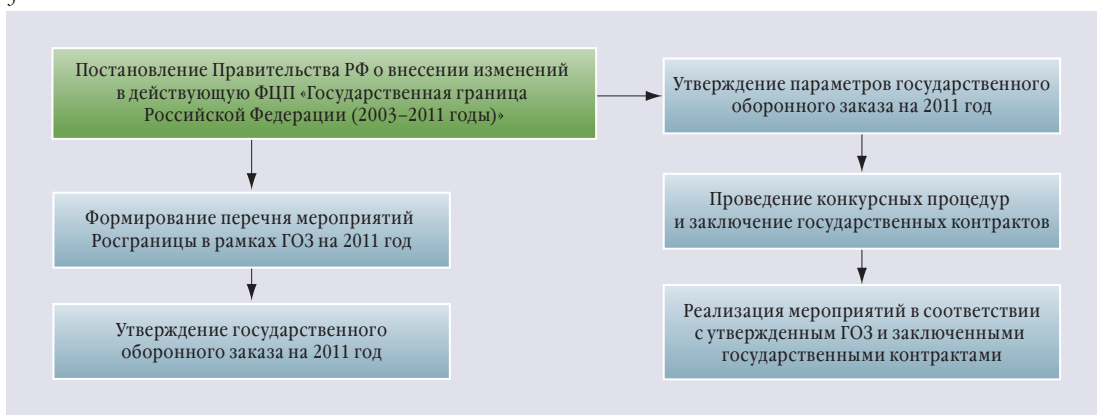 Постановление Правительства РФ о внесении изменений
в действующую ФЦП «Государственная граница
Российской Федерации (2003–2011 годы)»
Формирование перечня мероприятий
Росграницы в рамках ГОЗ на 2011 год
Утверждение государственного
оборонного заказа на 2011 год
Утверждение параметров государственного
оборонного заказа на 2011 год
Проведение конкурсных процедур
и заключение государственных контрактов
Реализация мероприятий в соответствии
с утвержденным ГОЗ и заключенными
государственными контрактами